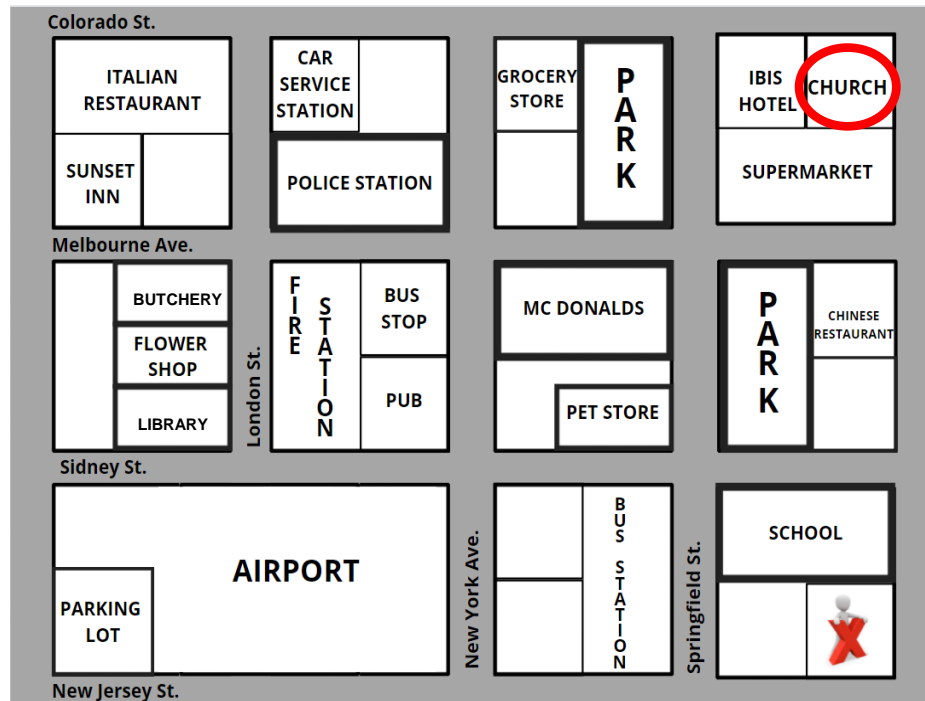 Colorado St.
ITALIAN
RESTAURANT
SUNSET
INN
CAR
SERVICE
STATION
POLICE STATION
GROCERY
STORE
PARK
IBIS
HOTEL
CHURCH
SUPERMARKET
Melbourne Ave.
BUTCHERY
FLOWER
SHOP
LIBRARY
London St.
FIRE
STATION
BUS
STOP
PUB
MC DONALDS
PET STORE
PARK
CHINESE
RESTAURANT
Sidney St.
AIRPORT
PARKING
LOT
New York Ave.
BUS STATION
Springfield St.
SCHOOL
X
New Jersey St.